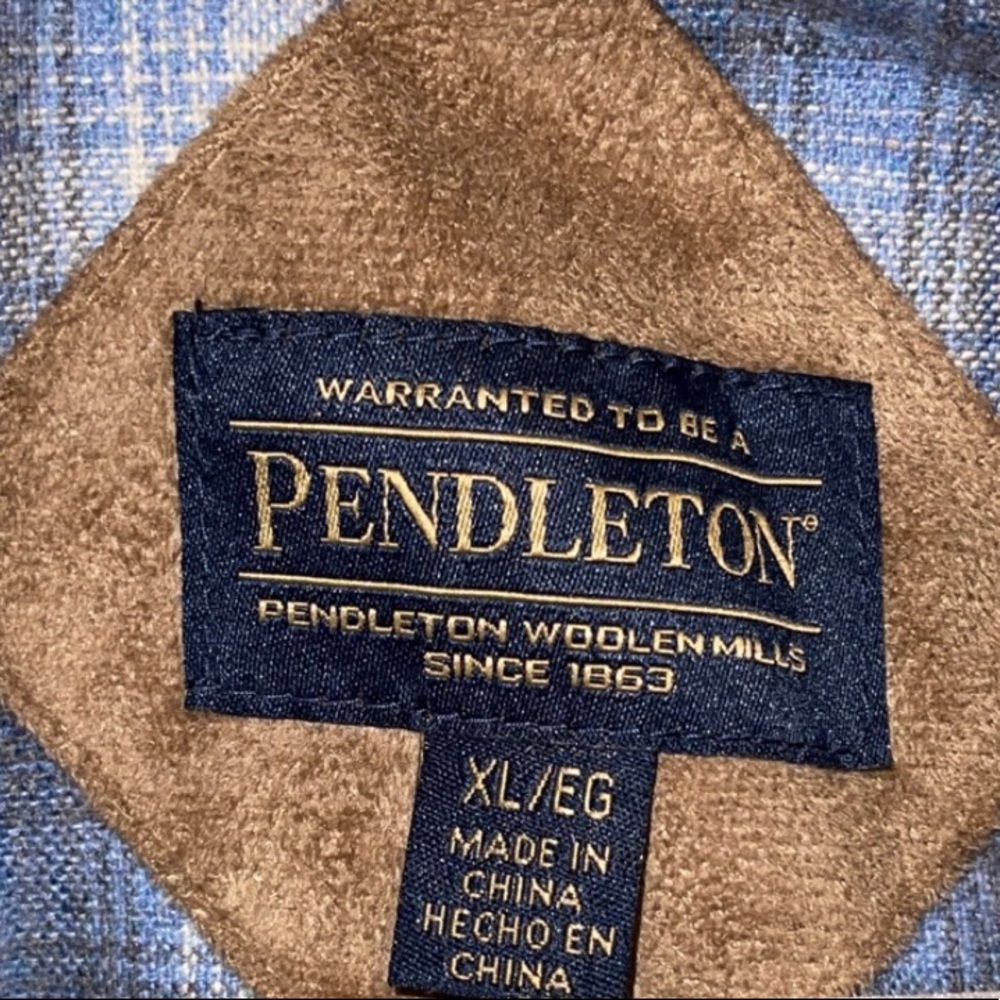 WARRANTED TO BE A
PENDLETON®
PENDLETON WOOLEN MILLS
SINCE 1863
XL/EG
MADE IN
CHINA
HECHO EN
CHINA